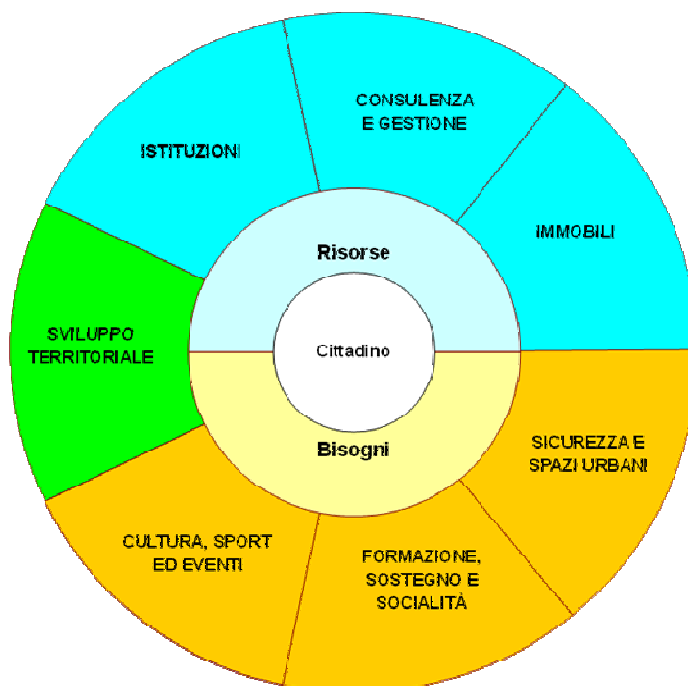 CONSULENZA
E GESTIONE
ISTITUZIONI
IMMOBILI
Risorse
SVILUPPO
TERRITORIALE
Cittadino
Bisogni
SICUREZZA E
SPAZI URBANI
CULTURA, SPORT
ED EVENTI
FORMAZIONE,
SOSTEGNO E
SOCIALITÀ